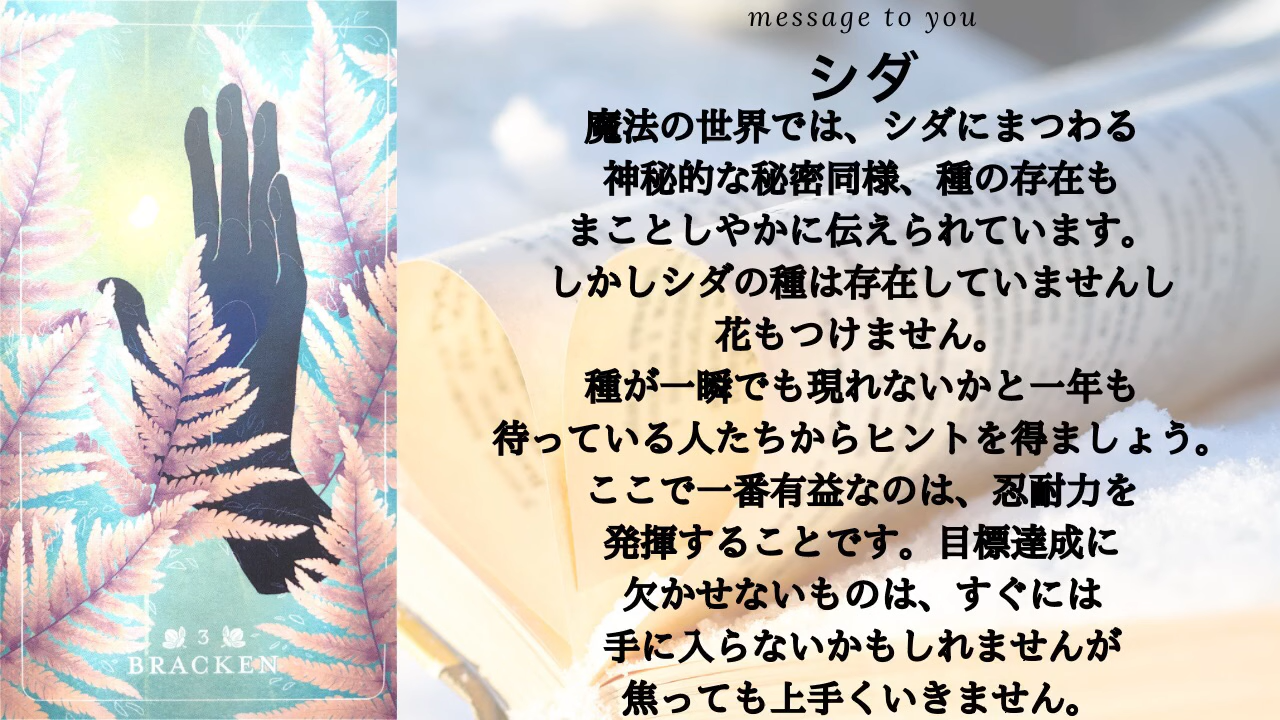 message to you
シダ
魔法の世界では、シダにまつわる
神秘的な秘密同様、種の存在も
まことしやかに伝えられています。
しかしシダの種は存在していませんし
花もつけません。
種が一瞬でも現れないかと一年も
待っている人たちからヒントを得ましょう。
ここで一番有益なのは、忍耐力を
発揮することです。目標達成に
欠かせないものは、すぐには
手に入らないかもしれませんが
焦っても上手くいきません。
3
BRACKEN